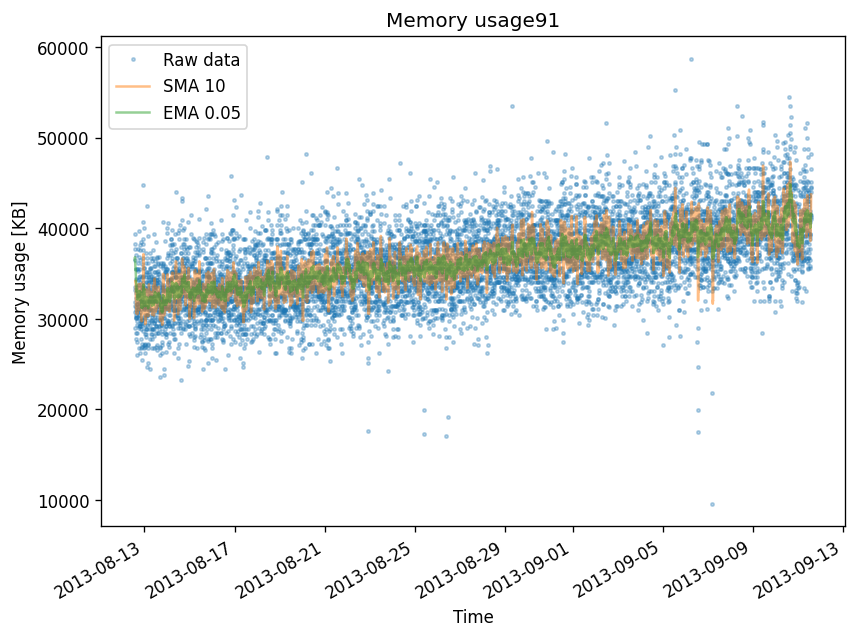 Memory usage91
Raw data
SMA 10
EMA 0.05
Memory usage [KB]
60000
50000
40000
30000
20000
10000
2013-08-13
2013-08-17
2013-08-21
2013-08-25
2013-08-29
2013-09-01
2013-09-05
2013-09-09
2013-09-13
Time